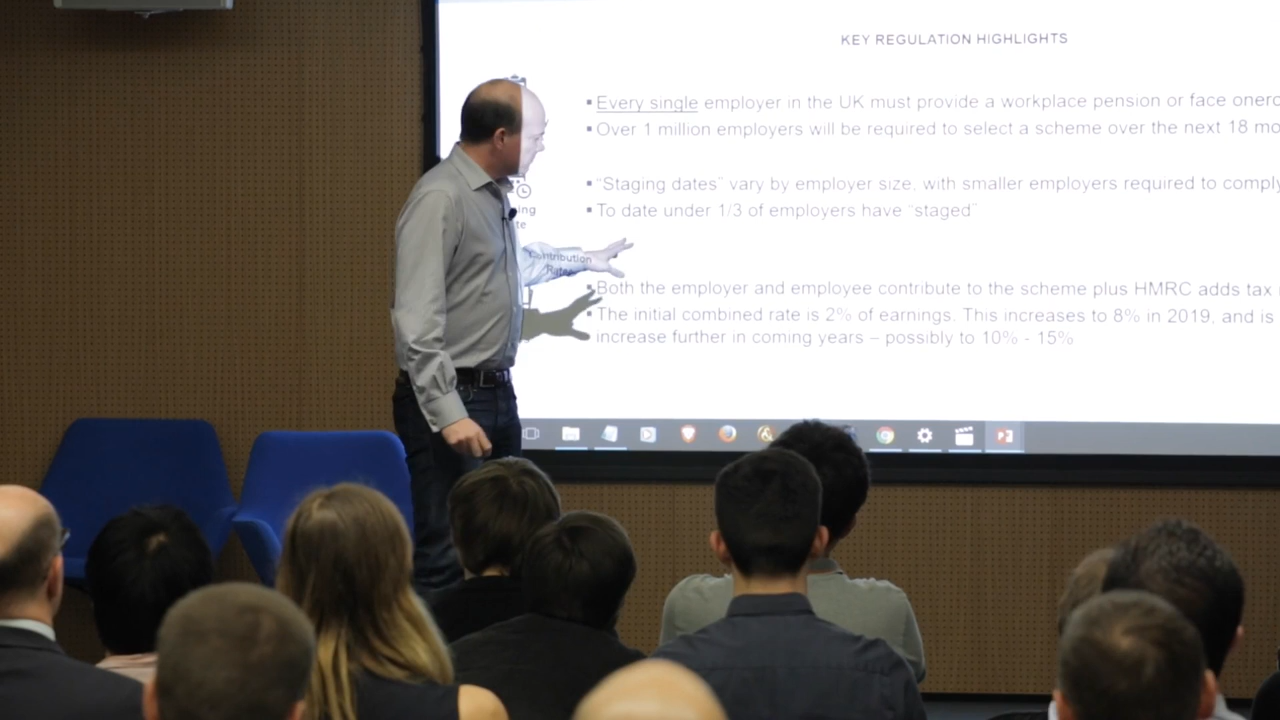 KEY REGULATION HIGHLIGHTS
Every single employer in the UK must provide a workplace pension or face
Over 1 million employers will be required to select a scheme over the next 18
"Staging dates" vary by employer size, with smaller employers required to comply
To date under 1/3 of employers have "staged"
Contribution
Rates
Both the employer and employee contribute to the scheme plus HMRC adds tax
The initial combined rate is 2% of earnings. This increases to 8% in 2019, and is
increase further in coming years – possibly to 10% - 15%